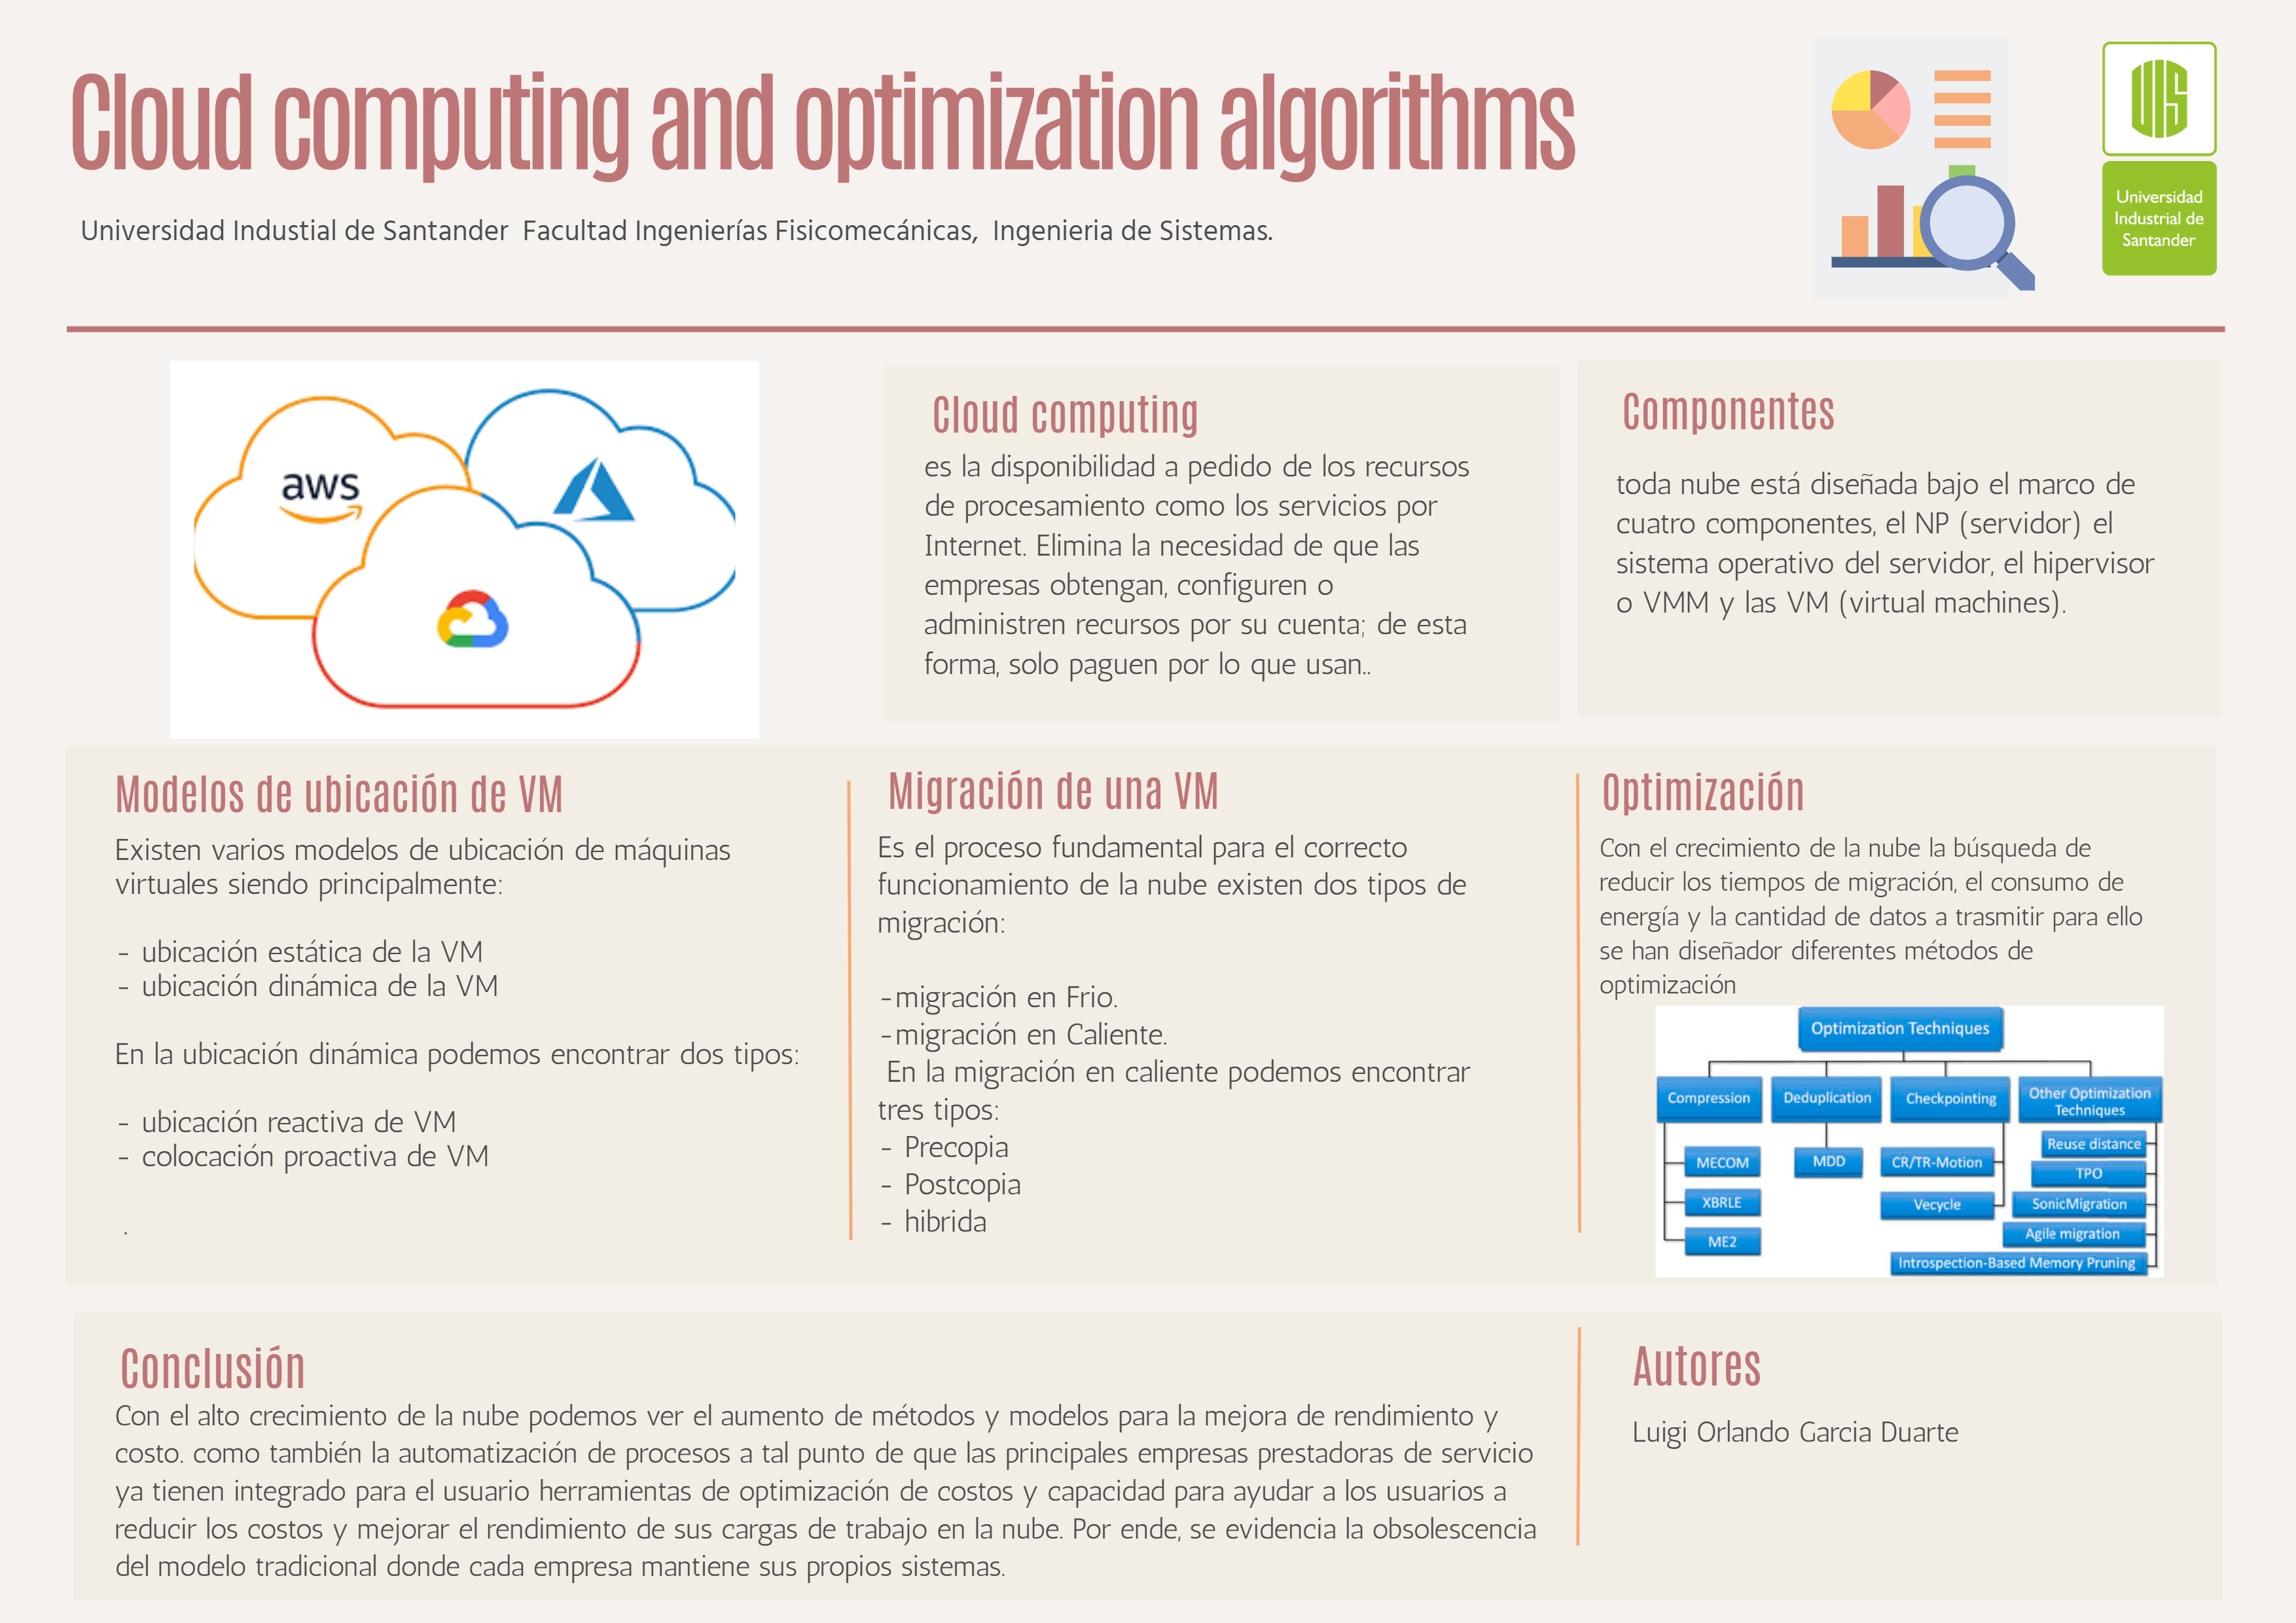 Cloud computing and optimization algorithms
Universidad Industial de Santander  Facultad Ingenierías Fisicomecánicas,  Ingenieria de Sistemas.
UIS
Universidad
Industrial de
Santander
aws
Cloud computing
es la disponibilidad a pedido de los recursos
de procesamiento como los servicios por
Internet. Elimina la necesidad de que las
empresas obtengan, configuren o
administren recursos por su cuenta; de esta
forma, solo paguen por lo que usan..
Componentes
toda nube está diseñada bajo el marco de
cuatro componentes, el NP (servidor) el
sistema operativo del servidor, el hipervisor
o VMM y las VM (virtual machines).
Modelos de ubicación de VM
Existen varios modelos de ubicación de máquinas
virtuales siendo principalmente:
- ubicación estática de la VM
- ubicación dinámica de la VM
En la ubicación dinámica podemos encontrar dos tipos:
- ubicación reactiva de VM
- colocación proactiva de VM
.
Migración de una VM
Es el proceso fundamental para el correcto
funcionamiento de la nube existen dos tipos de
migración:
-migración en Frio.
-migración en Caliente.
En la migración en caliente podemos encontrar
tres tipos:
- Precopia
- Postcopia
- hibrida
Optimización
Con el crecimiento de la nube la búsqueda de
reducir los tiempos de migración, el consumo de
energía y la cantidad de datos a trasmitir para ello
se han diseñador diferentes métodos de
optimización
Optimization Techniques
Compression
Deduplication
Checkpointing
Other Optimization
Techniques
MECOM
XBRLE
ME2
MDD
CR/TR-Motion
Vecycle
Reuse distance
TPO
SonicMigration
Agile migration
Introspection-Based Memory Pruning
Conclusión
Con el alto crecimiento de la nube podemos ver el aumento de métodos y modelos para la mejora de rendimiento y
costo. como también la automatización de procesos a tal punto de que las principales empresas prestadoras de servicio
ya tienen integrado para el usuario herramientas de optimización de costos y capacidad para ayudar a los usuarios a
reducir los costos y mejorar el rendimiento de sus cargas de trabajo en la nube. Por ende, se evidencia la obsolescencia
del modelo tradicional donde cada empresa mantiene sus propios sistemas.
Autores
Luigi Orlando Garcia Duarte